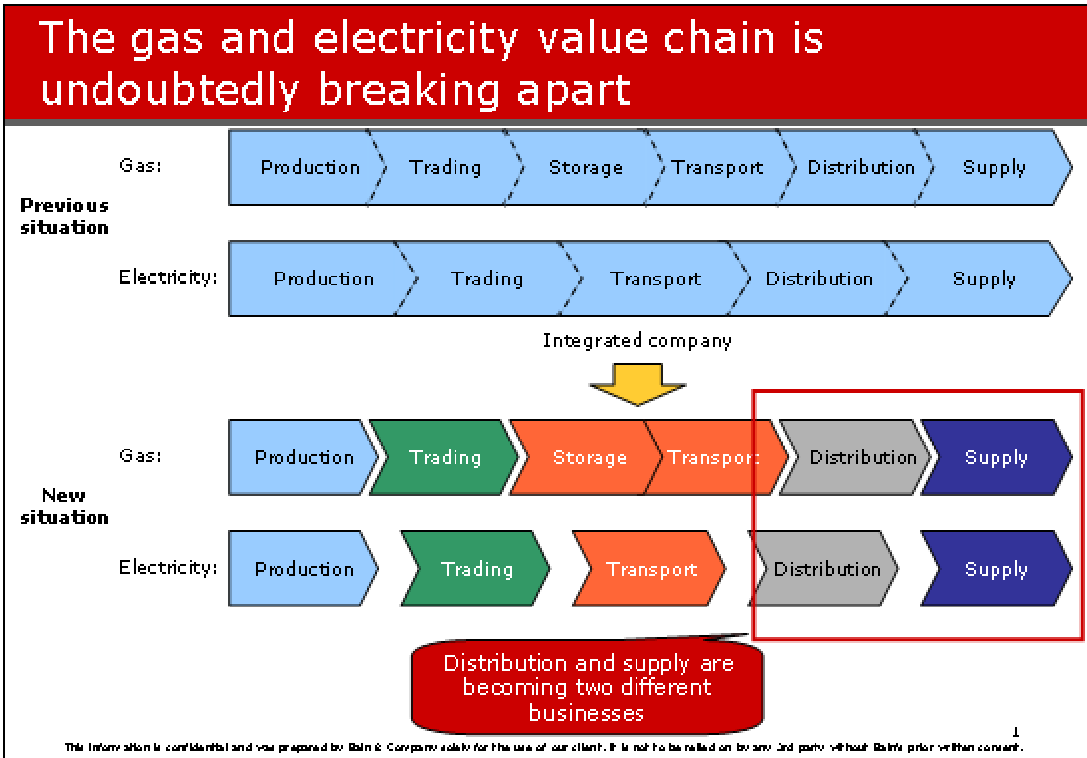 The gas and electricity value chain is
undoubtedly breaking apart
Gas:
Production
Trading
Storage
Transport
Distribution
Supply
Previous
situation
Electricity:
Production
Trading
Transport
Distribution
Supply
Integrated company
Gas:
Production
Trading
Storage
Transport
Distribution
Supply
New
situation
Electricity:
Production
Trading
Transport
Distribution
Supply
Distribution and supply are
becoming two different
businesses
1
This information is confidential and was prepared by Bain & Company solely for the use of our client. It is not to be relied on by any 3rd party without Bain's prior written consent.